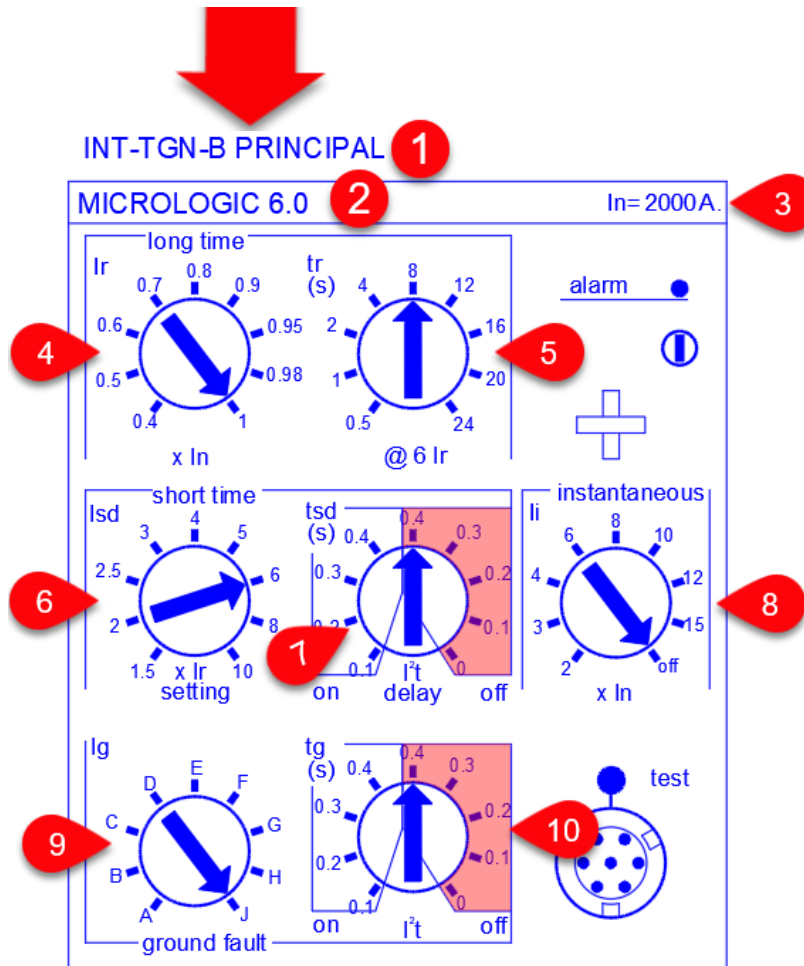 INT-TGN-B PRINCIPAL 1
MICROLOGIC 6.0 2 In= 2000A. 3
long time
Ir
0.4 0.5 0.6 0.7 0.8 0.9 0.95 0.98 1
x In
4
tr
(s)
0.5 1 2 4 8 12 16 20 24
@ 6 Ir
5
alarm
short time
Isd
1.5 2 2.5 3 4 5 6 8 10
x Ir
setting
6
tsd
(s)
0.1 0.2 0.3 0.4 0.4 0.3 0.2 0.1 0
on I²t off
delay
7
instantaneous
Ii
2 3 4 6 8 10 12 15 off
x In
8
Ig
A B C D E F G H J
ground fault
9
tg
(s)
0.1 0.2 0.3 0.4 0.4 0.3 0.2 0.1 0
on I²t off
10
test